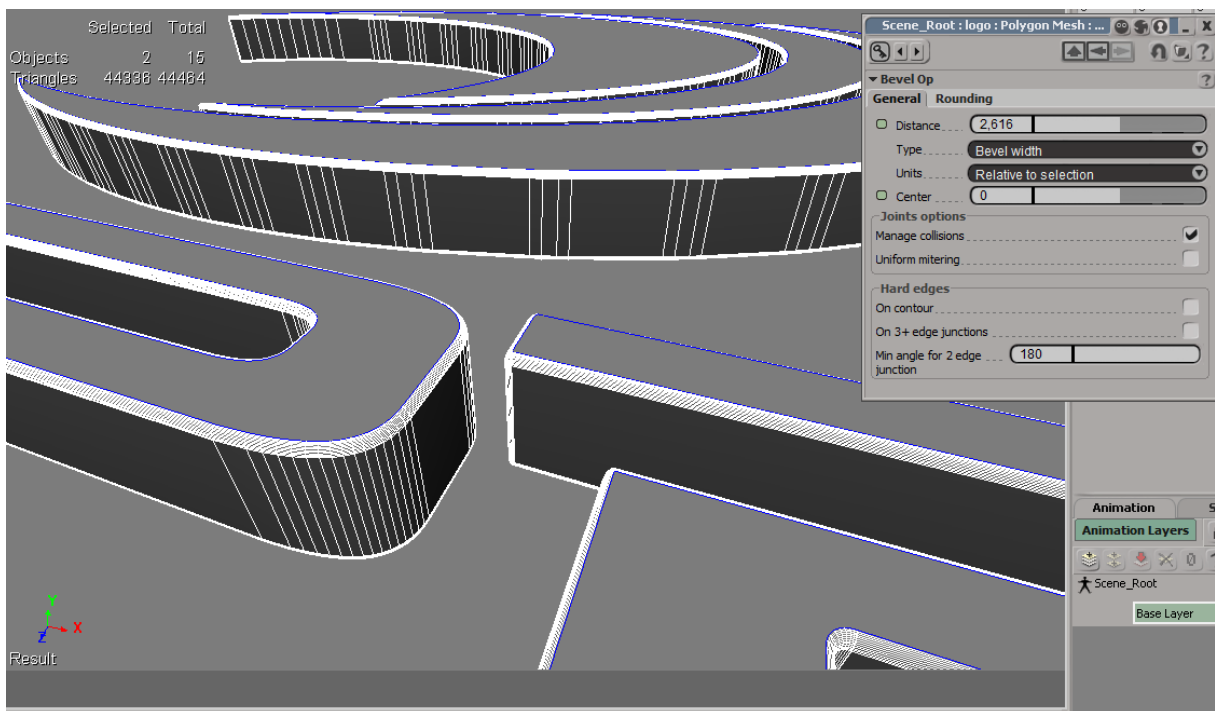 Selected Total
Objects 2 15
Triangles 44336 44464
Scene_Root : logo : Polygon Mesh : ...
Bevel Op
General Rounding
Distance 2,616
Type Bevel width
Units Relative to selection
Center 0
Joints options
Manage collisions
Uniform mitering
Hard edges
On contour
On 3+ edge junctions
Min angle for 2 edge junction 180
Animation S
Animation Layers
0
Scene_Root
Base Layer
Y
X
Z
Result